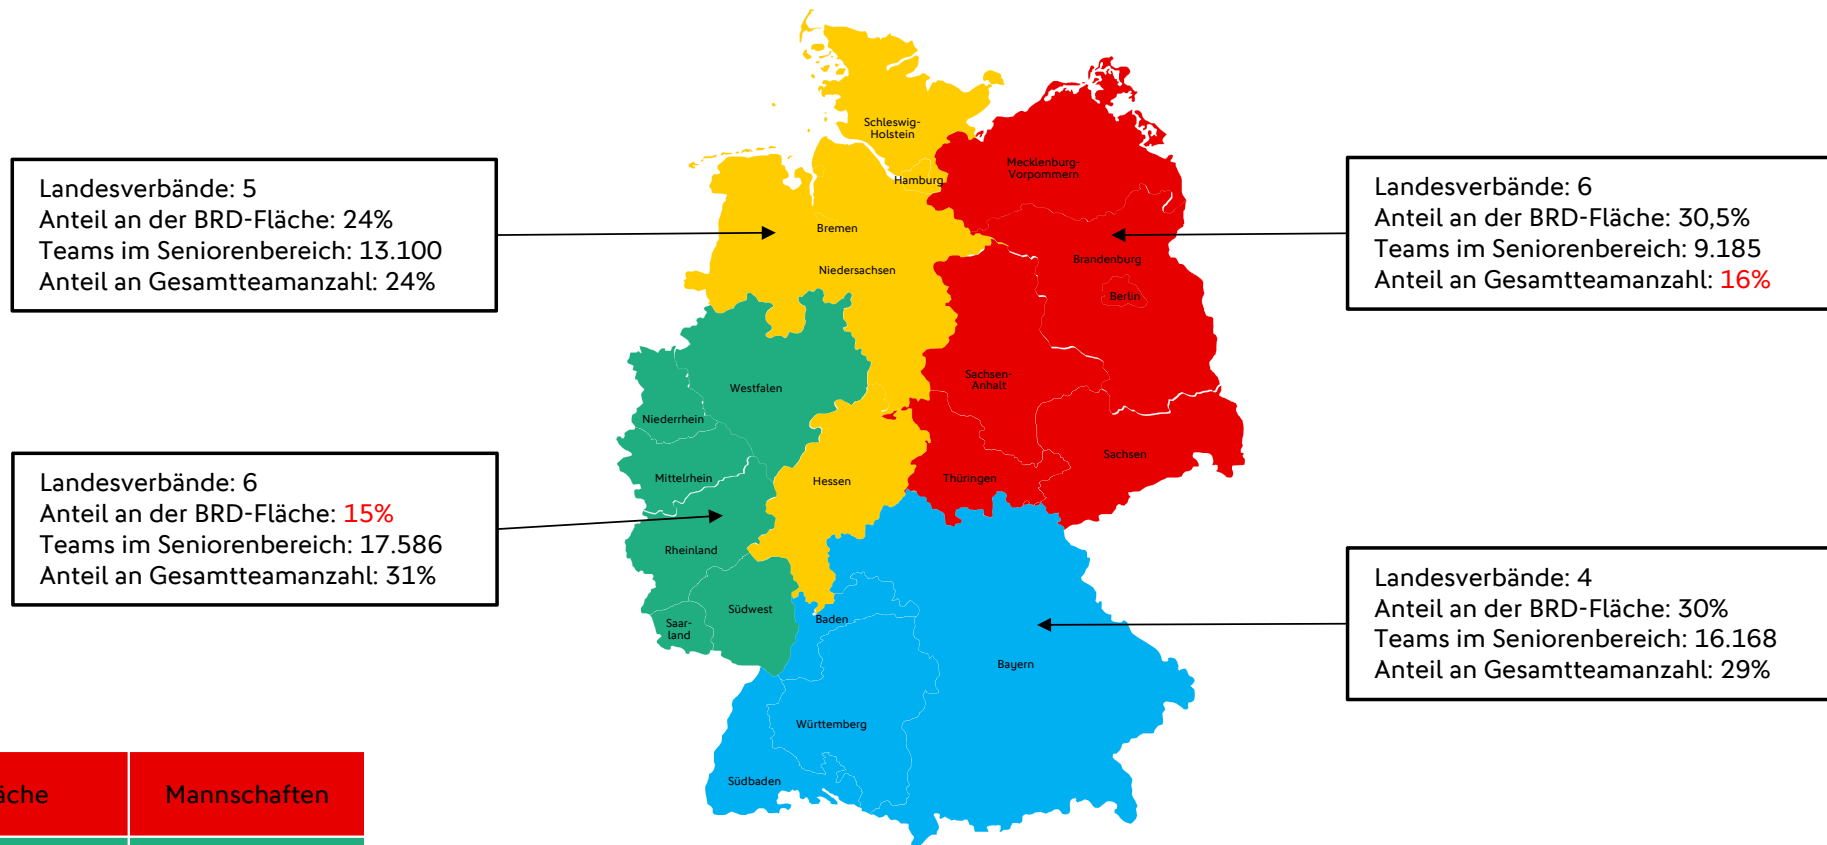 Schleswig-
Holstein
Mecklenburg-
Vorpommern
Hamburg
Landesverbände: 5
Anteil an der BRD-Fläche: 24%
Teams im Seniorenbereich: 13.100
Anteil an Gesamtteamanzahl: 24%
Landesverbände: 6
Anteil an der BRD-Fläche: 30,5%
Teams im Seniorenbereich: 9.185
Anteil an Gesamtteamanzahl: 16%
Bremen
Niedersachsen
Brandenburg
Berlin
Westfalen
Sachsen-
Anhalt
Niederrhein
Sachsen
Mittelrhein
Hessen
Thüringen
Landesverbände: 6
Anteil an der BRD-Fläche: 15%
Teams im Seniorenbereich: 17.586
Anteil an Gesamtteamanzahl: 31%
Rheinland
Südwest
Saar-
land
Baden
Bayern
Landesverbände: 4
Anteil an der BRD-Fläche: 30%
Teams im Seniorenbereich: 16.168
Anteil an Gesamtteamanzahl: 29%
Württemberg
Südbaden
äche
Mannschaften